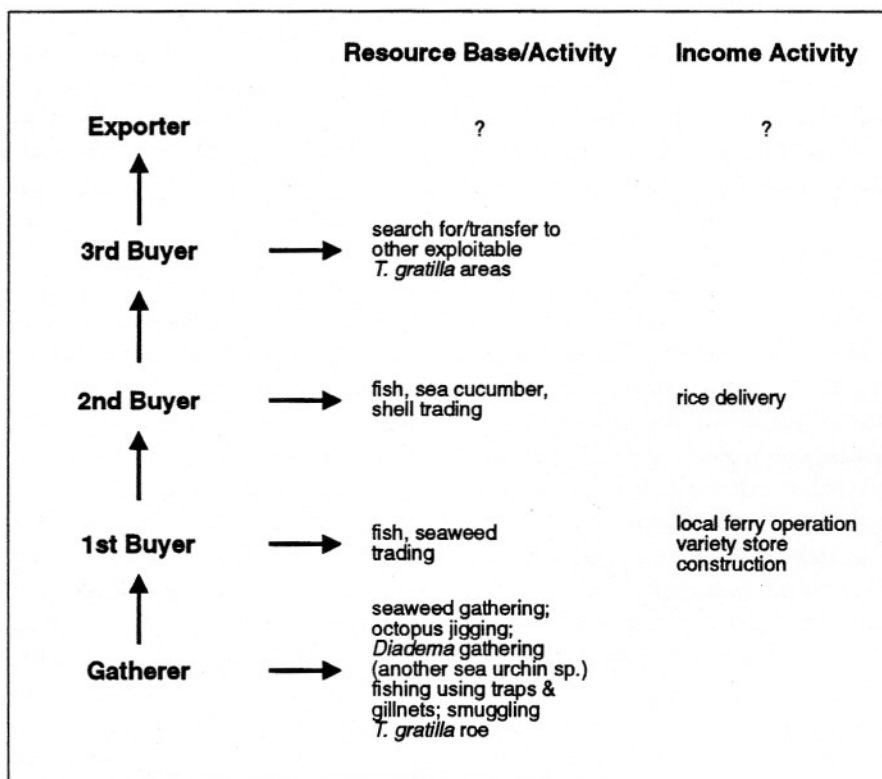 Resource Base/Activity Income Activity
Exporter ? ?
3rd Buyer
search for/transfer to
other exploitable
T. gratilla areas
2nd Buyer
fish, sea cucumber,
shell trading
rice delivery
1st Buyer
fish, seaweed
trading
local ferry operation
variety store
construction
Gatherer
seaweed gathering;
octopus jigging;
Diadema gathering
(another sea urchin sp.)
fishing using traps &
gillnets; smuggling
T. gratilla roe